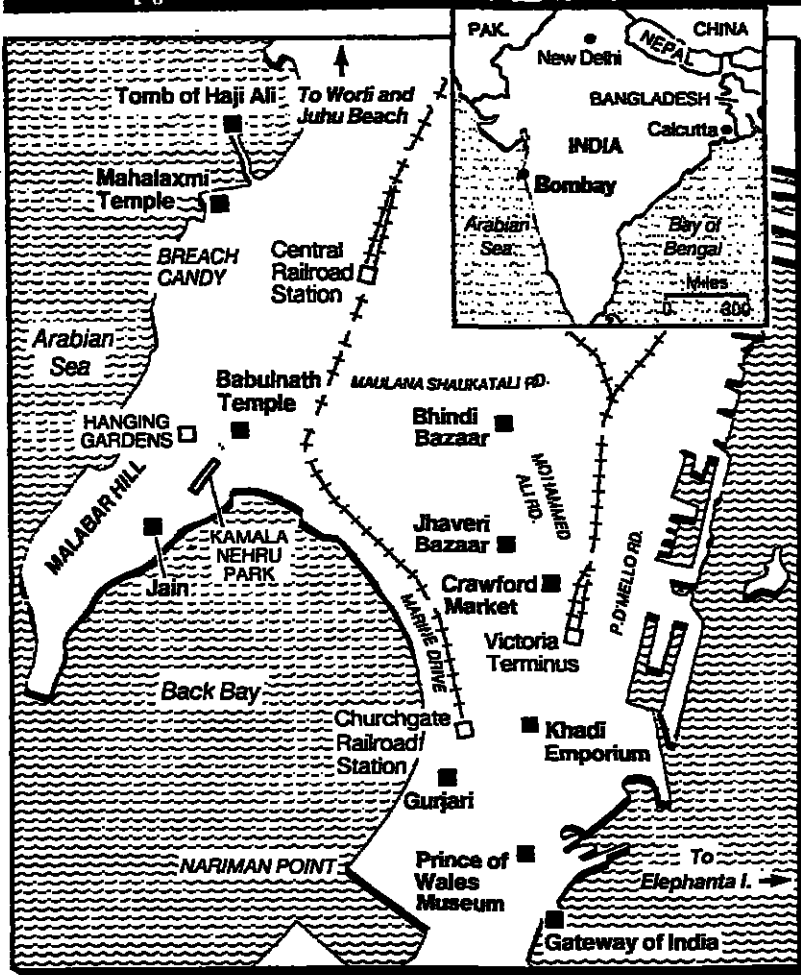 PAK.
CHINA
New Delhi
NEPAL
BANGLADESH
Calcutta
INDIA
Bombay
Arabian
Sea
Bay of
Bengal
Miles
0 300
Tomb of Haji Ali
To Worli and
Juhu Beach
Mahalaxmi
Temple
BREACH
CANDY
Central
Railroad
Station
Arabian
Sea
Babulnath
Temple
MAULANA SHAUKATALI RD.
HANGING
GARDENS
Bhindi
Bazaar
MOHAMMED
ALI RD.
MALABAR HILL
KAMALA
NEHRU
PARK
Jain
Jhaveri
Bazaar
Crawford
Market
P.D'MELLO RD.
MARINE DRIVE
Victoria
Terminus
Back Bay
Churchgate
Railroad
Station
Khadi
Emporium
Gurjari
NARIMAN POINT
Prince of
Wales
Museum
To
Elephanta I.
Gateway of India